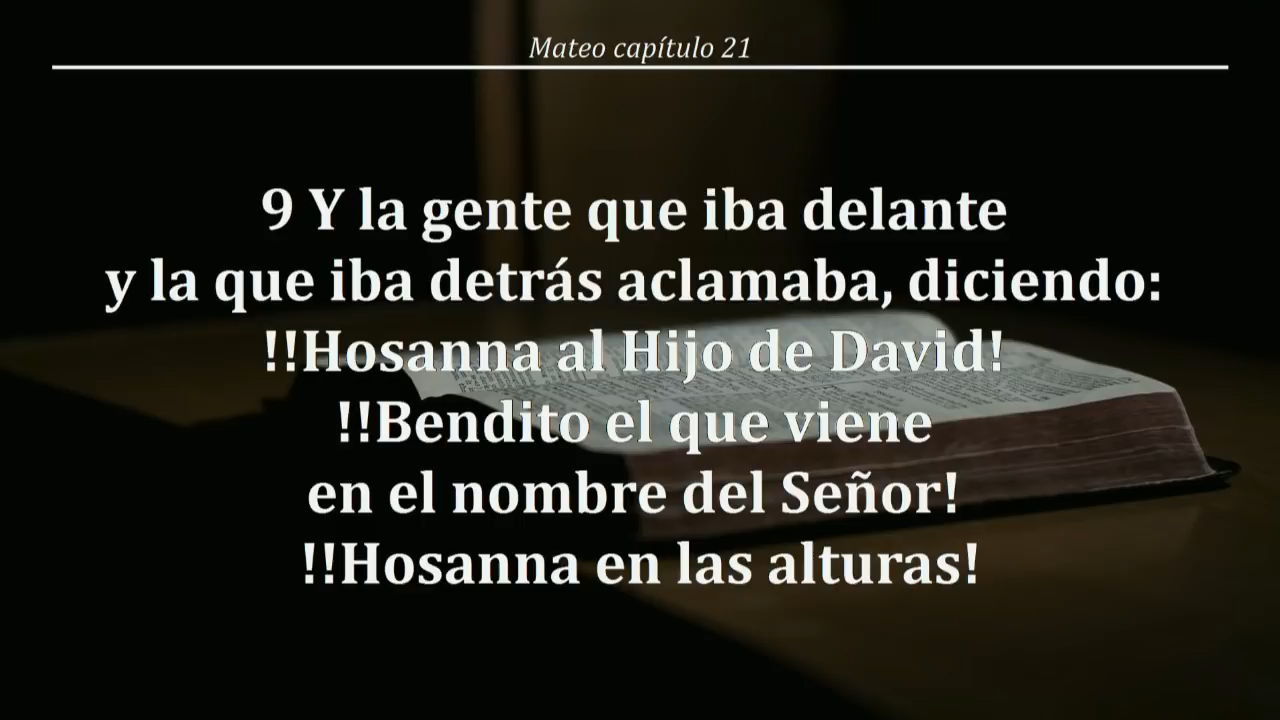 Mateo capítulo 21
9 Y la gente que iba delante
y la que iba detrás aclamaba, diciendo:
!!Hosanna al Hijo de David!
!!Bendito el que viene
en el nombre del Señor!
!!Hosanna en las alturas!